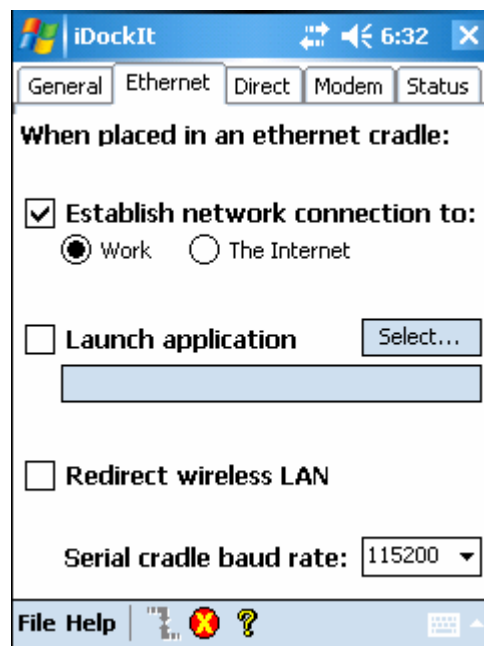 iDockIt 6:32
General Ethernet Direct Modem Status
When placed in an ethernet cradle:
Establish network connection to:
Work The Internet
Launch application Select...
Redirect wireless LAN
Serial cradle baud rate: 115200
File Help